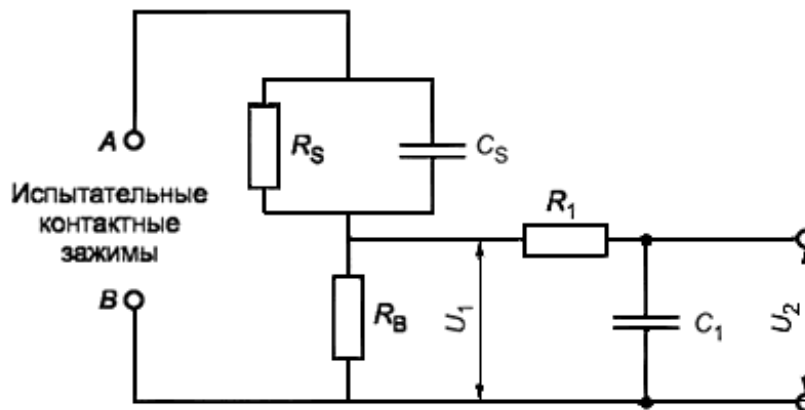 A
R_S
C_S
Испытательные
контактные
зажимы
R_1
B
R_B
U_1
C_1
U_2